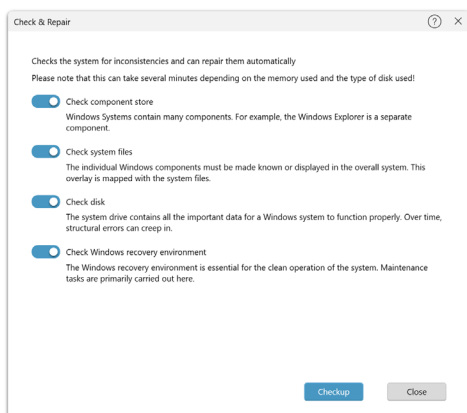 Check & Repair
?
Checks the system for inconsistencies and can repair them automatically
Please note that this can take several minutes depending on the memory used and the type of disk used!
Check component store
Windows Systems contain many components. For example, the Windows Explorer is a separate
component.
Check system files
The individual Windows components must be made known or displayed in the overall system. This
overlay is mapped with the system files.
Check disk
The system drive contains all the important data for a Windows system to function properly. Over time,
structural errors can creep in.
Check Windows recovery environment
The Windows recovery environment is essential for the clean operation of the system. Maintenance
tasks are primarily carried out here.
Checkup
Close